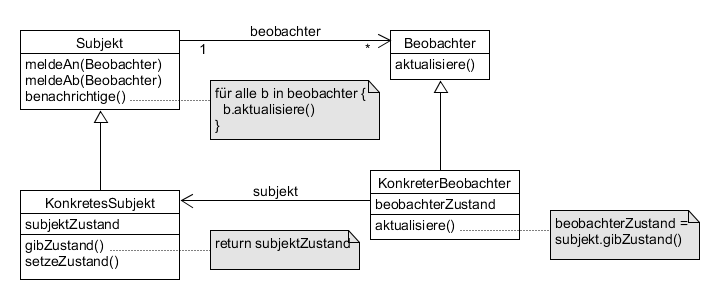 beobachter
Subjekt
1
*
Beobachter
meldeAn(Beobachter)
meldeAb(Beobachter)
benachrichtige()
aktualisiere()
für alle b in beobachter {
b.aktualisiere()
}
subjekt
KonkretesSubjekt
subjektZustand
gibZustand()
setzeZustand()
return subjektZustand
KonkreterBeobachter
beobachterZustand
aktualisiere()
beobachterZustand =
subjekt.gibZustand()